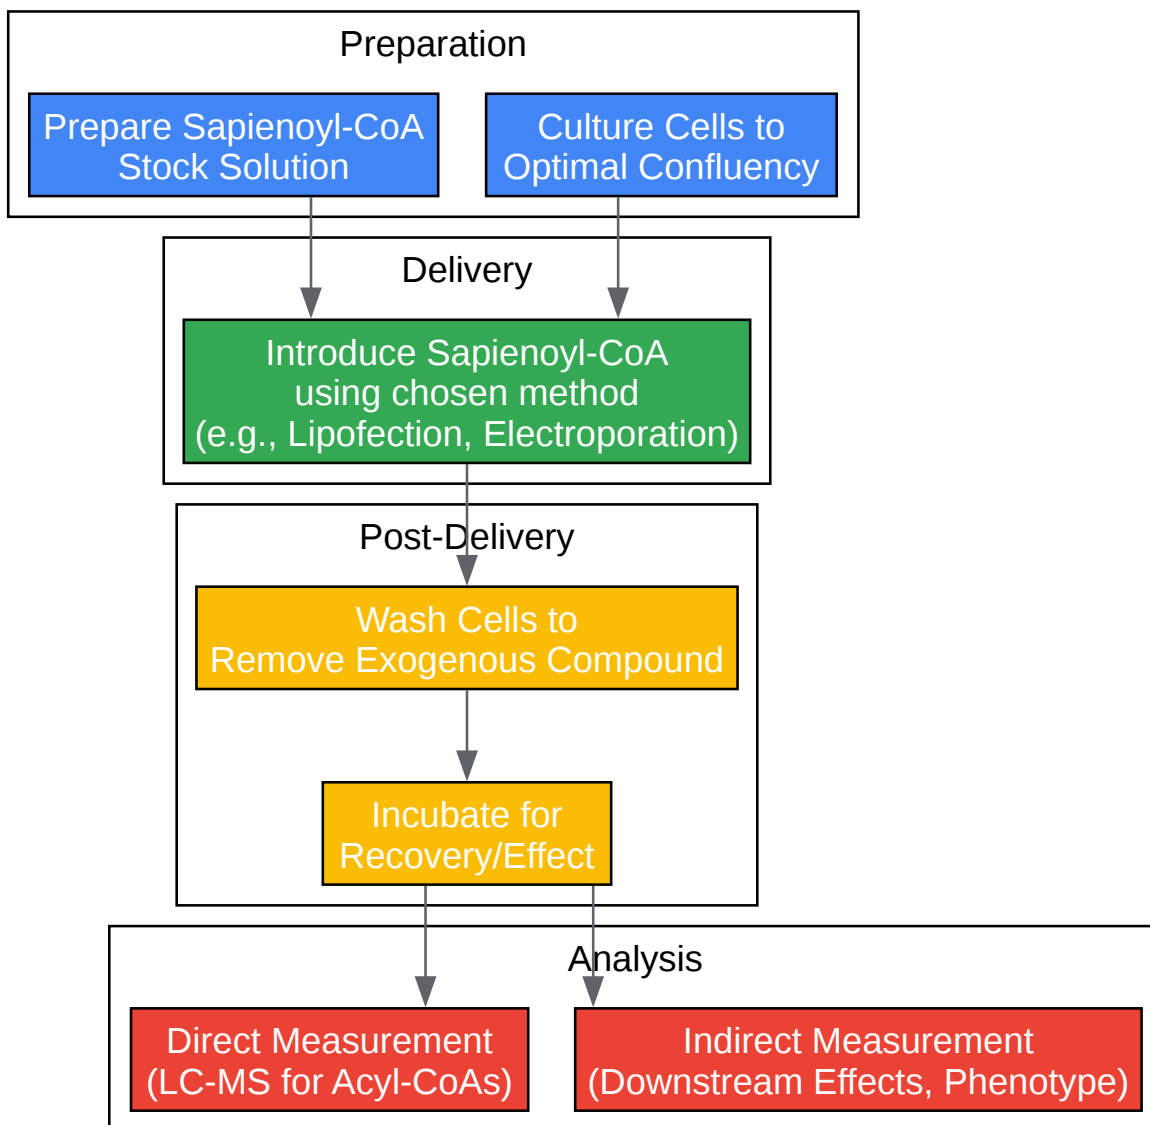 Preparation
Prepare Sapienoyl-CoA
Stock Solution
Culture Cells to
Optimal Confluency
Delivery
Introduce Sapienoyl-CoA
using chosen method
(e.g., Lipofection, Electroporation)
Post-Delivery
Wash Cells to
Remove Exogenous Compound
Incubate for
Recovery/Effect
Analysis
Direct Measurement
(LC-MS for Acyl-CoAs)
Indirect Measurement
(Downstream Effects, Phenotype)